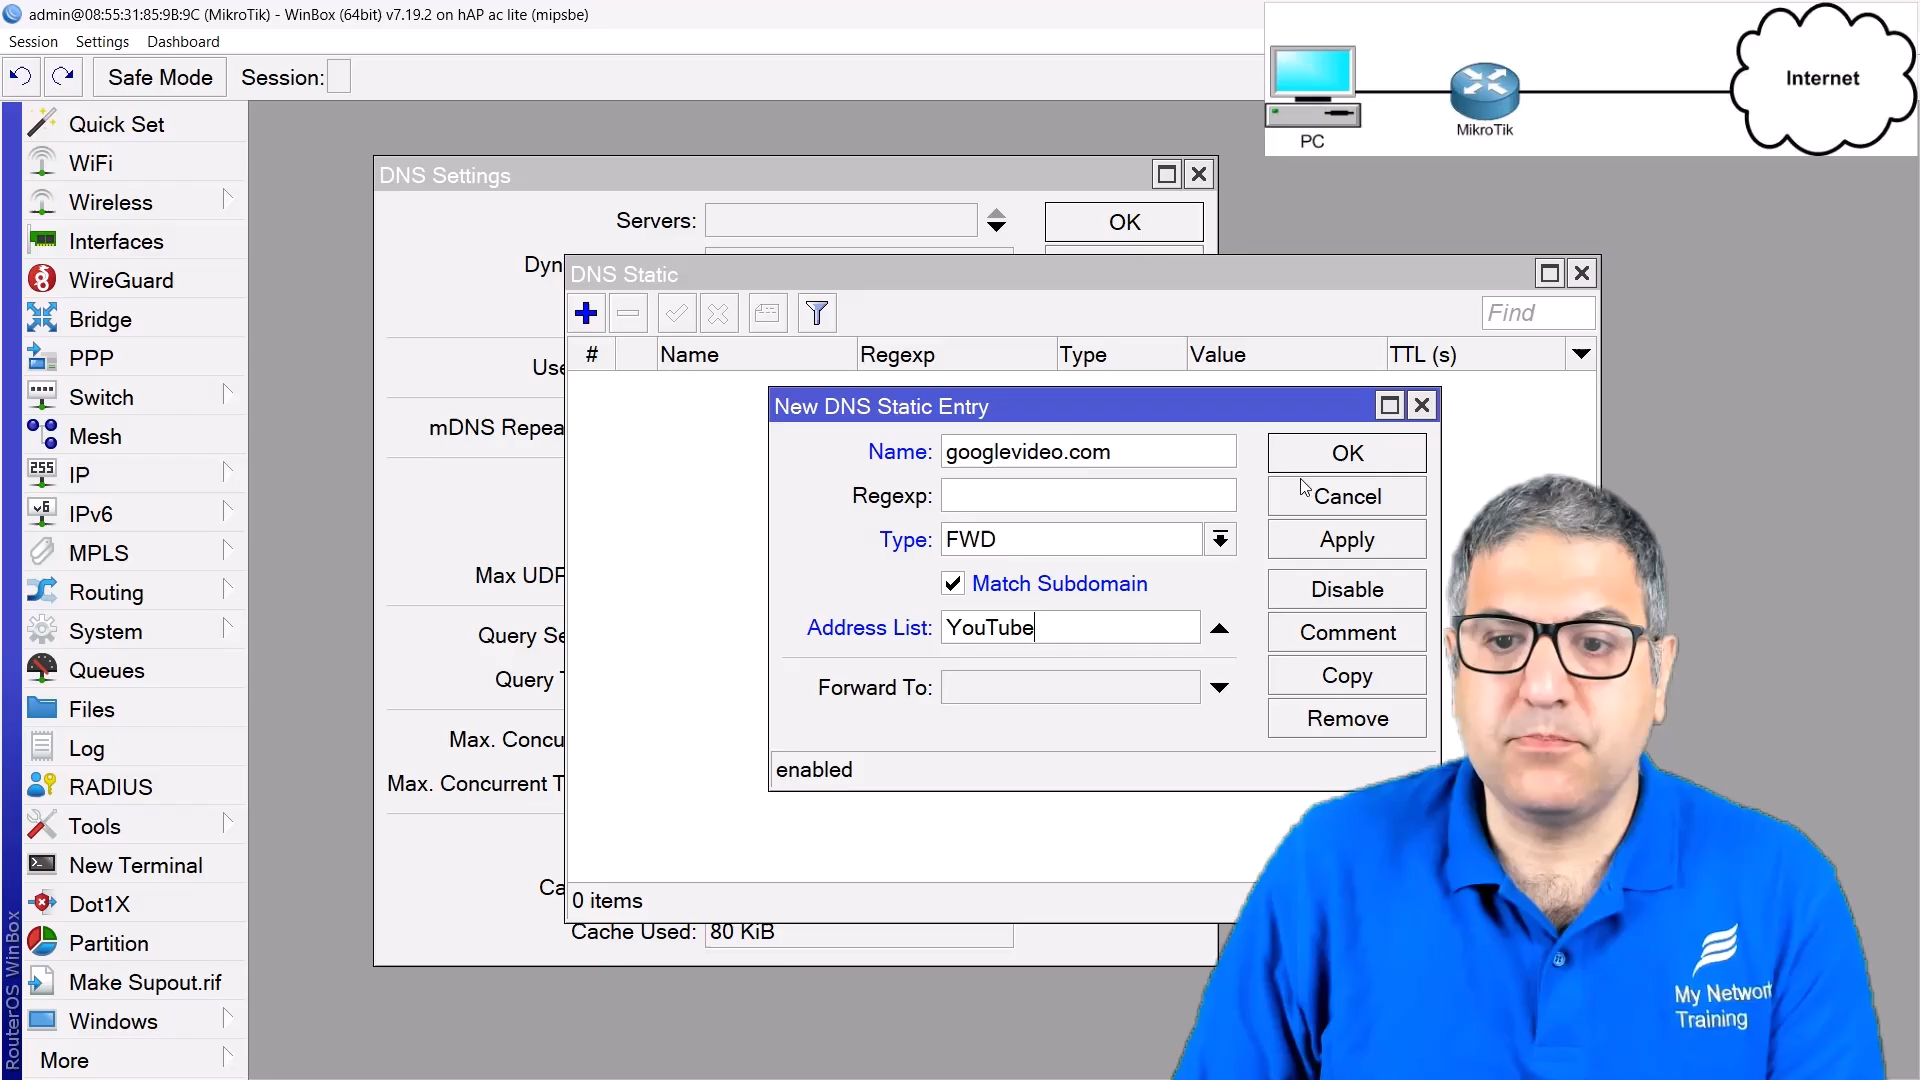 admin@08:55:31:85:9B:9C (MikroTik) - WinBox (64bit) v7.19.2 on hAP ac lite (mipsbe)
Session Settings Dashboard
Safe Mode Session:
Internet
PC
MikroTik
RouterOS WinBox
Quick Set
WiFi
Wireless
Interfaces
WireGuard
Bridge
PPP
Switch
Mesh
255
IP
v6
IPv6
MPLS
Routing
System
Queues
Files
Log
RADIUS
Tools
New Terminal
Dot1X
Partition
Make Supout.rif
Windows
More
DNS Settings
Servers:
OK
Dyn
Use
mDNS Repea
Max UDP
Query Se
Query T
Max. Concu
Max. Concurrent T
Ca
Cache Used: 80 KiB
DNS Static
Find
# Name Regexp Type Value TTL (s)
0 items
New DNS Static Entry
Name: googlevideo.com
Regexp:
Type: FWD
Match Subdomain
Address List: YouTube
Forward To:
enabled
OK
Cancel
Apply
Disable
Comment
Copy
Remove
My Network
Training